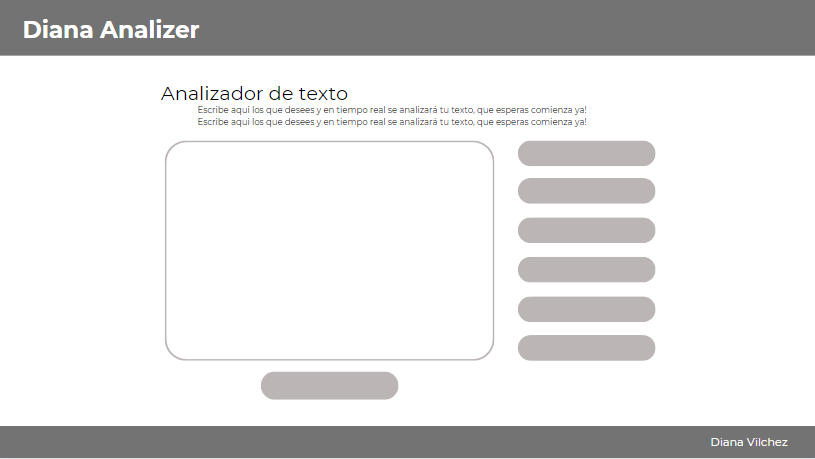 Diana Analizer
Analizador de texto
Escribe aqui los que desees y en tiempo real se analizará tu texto, que esperas comienza ya!
Escribe aqui los que desees y en tiempo real se analizará tu texto, que esperas comienza ya!
Diana Vilchez